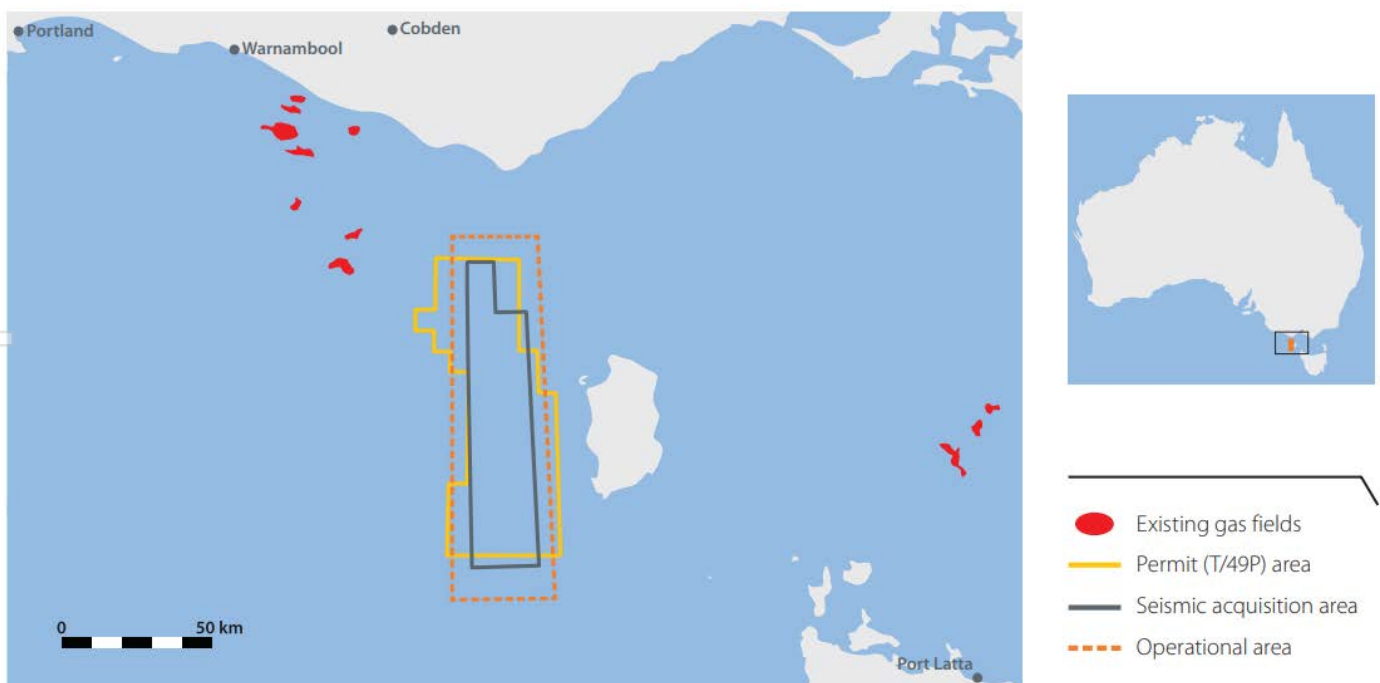 Portland
Cobden
Warnambool
0 50 km
Port Latta
Existing gas fields
Permit (T/49P) area
Seismic acquisition area
Operational area